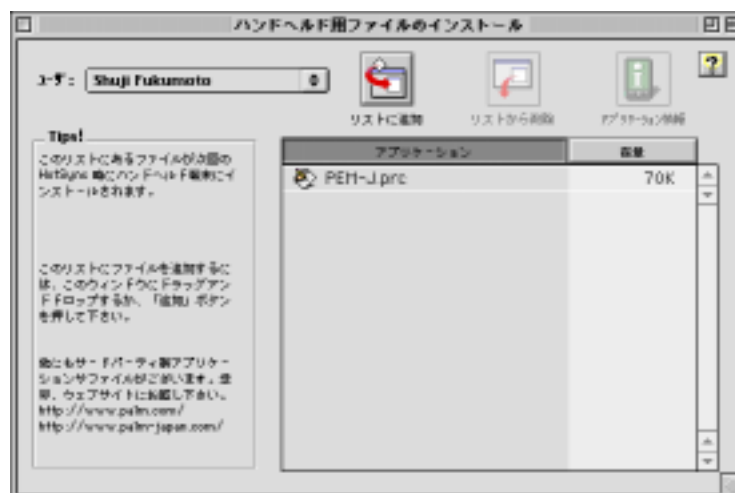 ハンドヘルド用ファイルのインストール
ユーザ: Shuji Fukumoto
リストに追加
リストから削除
アプリケーション情報
?
Tips!
このリストにあるファイルが次回の
HotSync 時にハンドヘルド端末にイ
ンストールされます。
このリストにファイルを追加するに
は、このウィンドウにドラッグアン
ドドロップするか、「追加」ボタン
を押して下さい。
他にもサードパーティ製アプリケー
ションやファイルがございます。是
非、ウェブサイトにお越し下さい。
http://www.palm.com/
http://www.palm-japan.com/
アプリケーション
容量
PEM-J.prc
70K